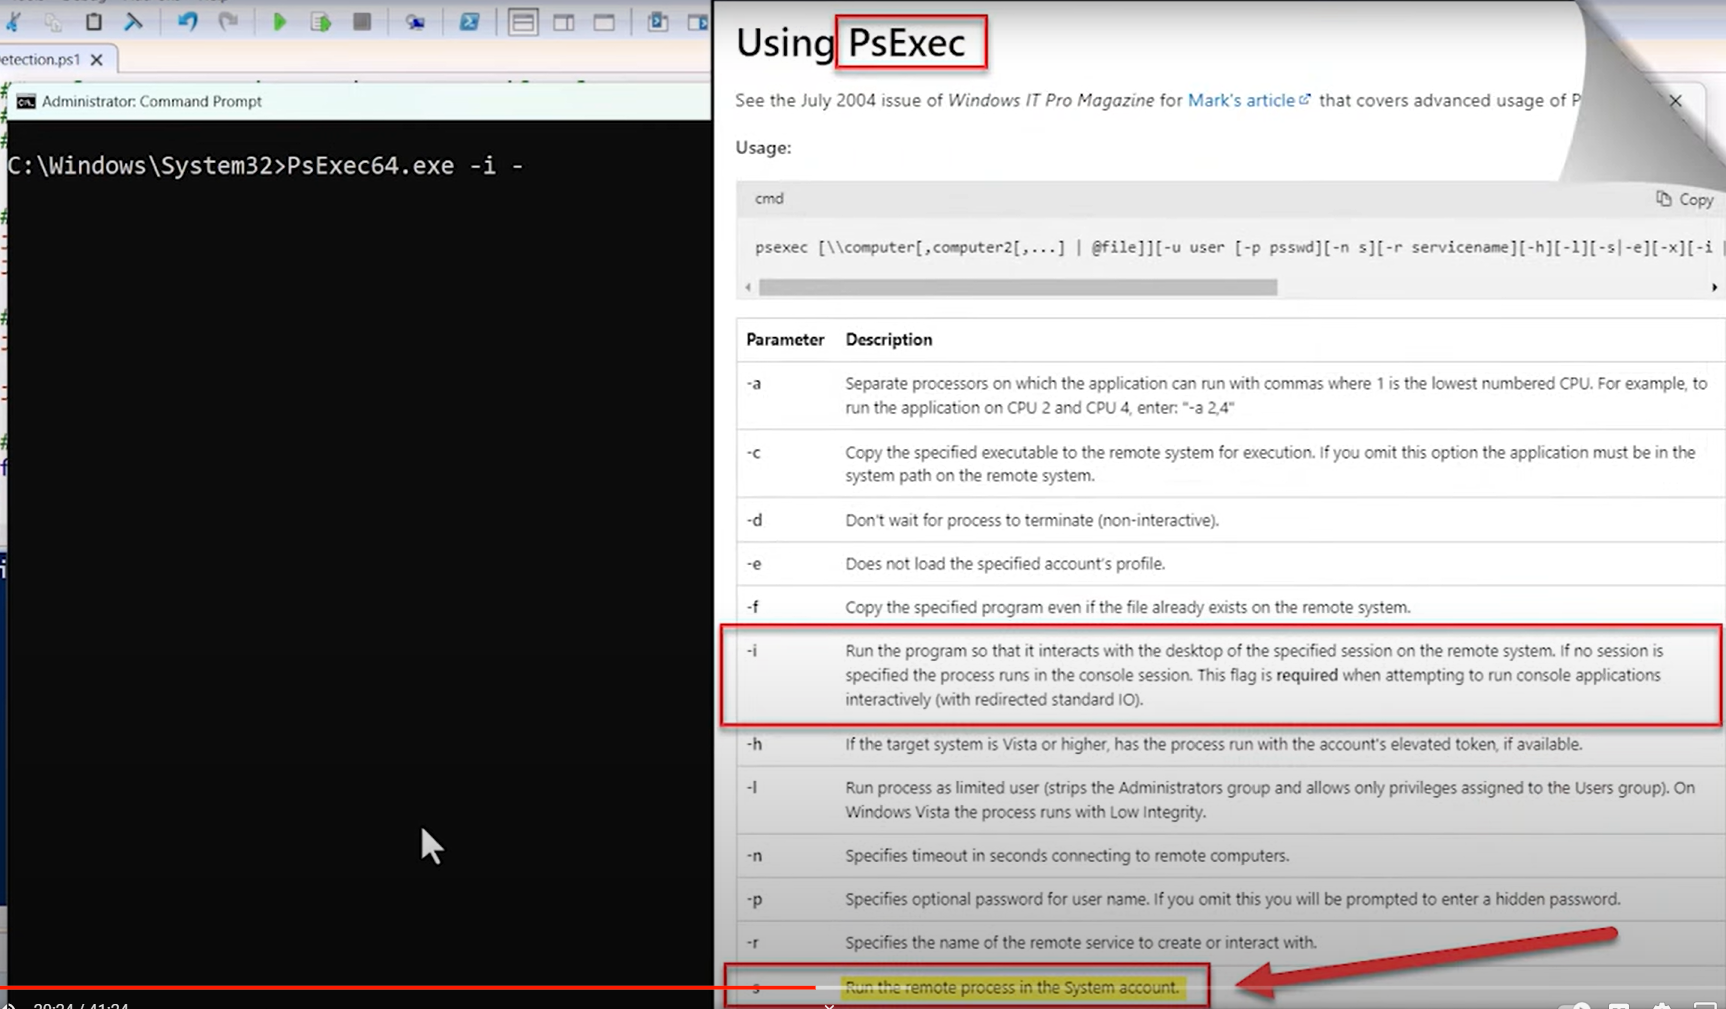 etection.ps1
Administrator: Command Prompt
C:\Windows\System32>PsExec64.exe -i -
Using PsExec
See the July 2004 issue of Windows IT Pro Magazine for Mark's article that covers advanced usage of P
Usage:
cmd
Copy
psexec [\\computer[,computer2[,...] | @file]][-u user [-p psswd][-n s][-r servicename][-h][-l][-s|-e][-x][-i
Parameter Description
-a Separate processors on which the application can run with commas where 1 is the lowest numbered CPU. For example, to
run the application on CPU 2 and CPU 4, enter: "-a 2,4"
-c Copy the specified executable to the remote system for execution. If you omit this option the application must be in the
system path on the remote system.
-d Don't wait for process to terminate (non-interactive).
-e Does not load the specified account's profile.
-f Copy the specified program even if the file already exists on the remote system.
-i Run the program so that it interacts with the desktop of the specified session on the remote system. If no session is
specified the process runs in the console session. This flag is required when attempting to run console applications
interactively (with redirected standard IO).
-h If the target system is Vista or higher, has the process run with the account's elevated token, if available.
-l Run process as limited user (strips the Administrators group and allows only privileges assigned to the Users group). On
Windows Vista the process runs with Low Integrity.
-n Specifies timeout in seconds connecting to remote computers.
-p Specifies optional password for user name. If you omit this you will be prompted to enter a hidden password.
-r Specifies the name of the remote service to create or interact with.
-s Run the remote process in the System account.